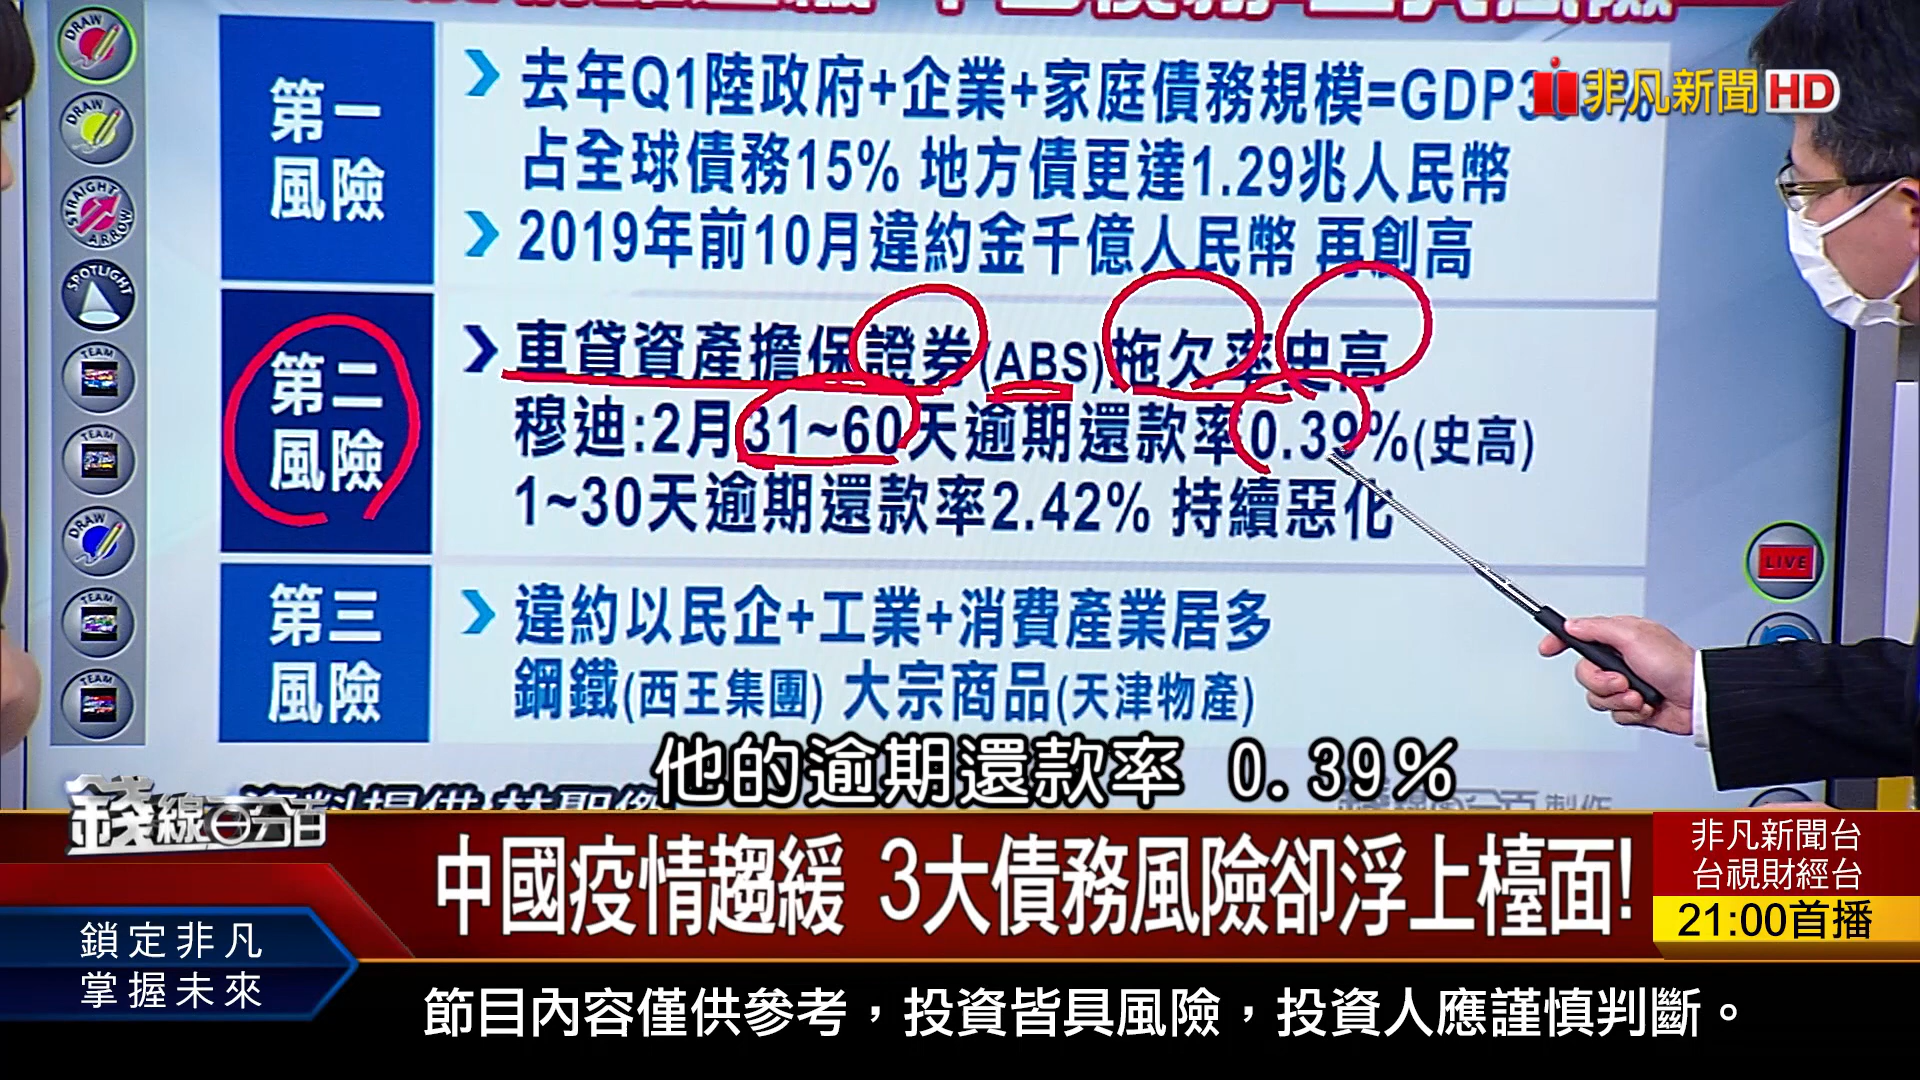 第一
風險
去年Q1陸政府+企業+家庭債務規模=GDP3
占全球債務15% 地方債更達1.29兆人民幣
2019年前10月違約金千億人民幣 再創高
非凡新聞HD
第二
風險
車貸資產擔保證券(ABS)拖欠率史高
穆迪:2月31~60天逾期還款率0.39%(史高)
1~30天逾期還款率2.42% 持續惡化
第三
風險
違約以民企+工業+消費產業居多
鋼鐵(西王集團) 大宗商品(天津物產)
DRAW
DRAW
STRAIGHT ARROW
SPOTLIGHT
TEAM
TEAM
DRAW
TEAM
TEAM
LIVE
他的逾期還款率 0.39%
錢線百分百
中國疫情趨緩 3大債務風險卻浮上檯面!
非凡新聞台
台視財經台
21:00首播
鎖定非凡
掌握未來
節目內容僅供參考，投資皆具風險，投資人應謹慎判斷。